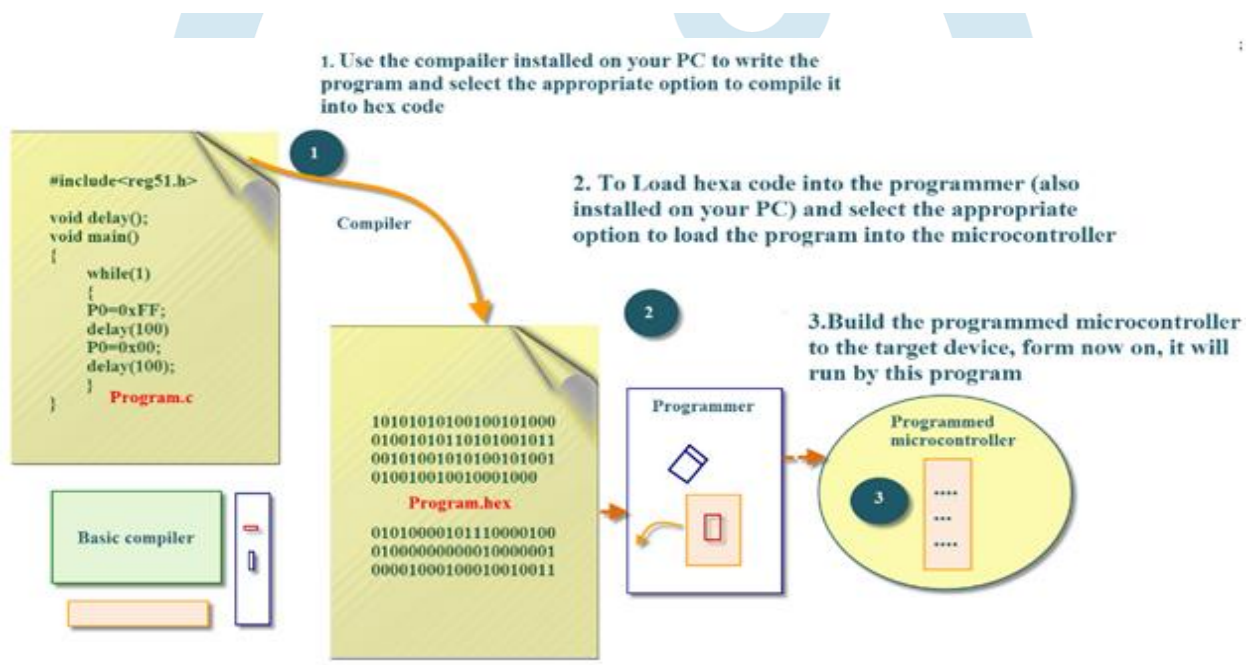 1. Use the compailer installed on your PC to write the
program and select the appropriate option to compile it
into hex code
1
#include<reg51.h>
void delay();
void main()
{
while(1)
{
P0=0xFF;
delay(100)
P0=0x00;
delay(100);
}
Program.c
}
Compiler
2. To Load hexa code into the programmer (also
installed on your PC) and select the appropriate
option to load the program into the microcontroller
2
3.Build the programmed microcontroller
to the target device, form now on, it will
run by this program
Basic compiler
10101010100100101000
01001010110101001011
00101001010100101001
010010010010001000
Program.hex
01010000101110000100
01000000000010000001
00001000100010010011
Programmer
Programmed
microcontroller
3